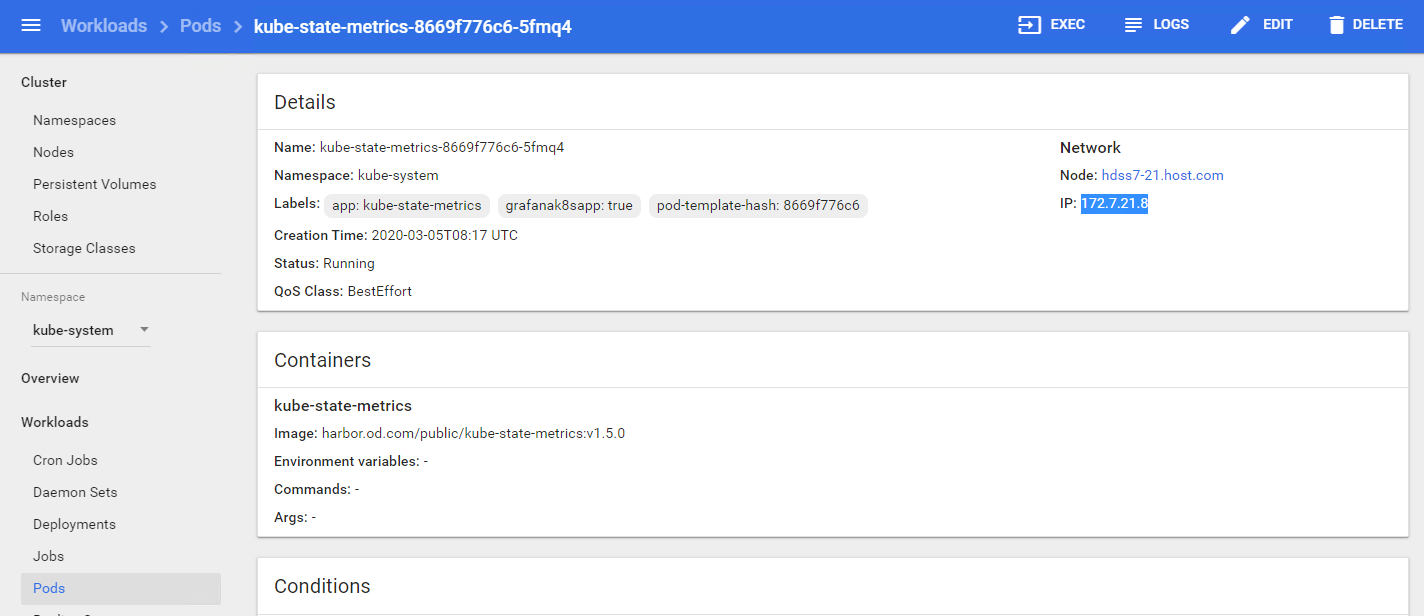 Workloads > Pods > kube-state-metrics-8669f776c6-5fmq4
EXEC LOGS EDIT DELETE
Cluster
Namespaces
Nodes
Persistent Volumes
Roles
Storage Classes
Namespace
kube-system
Overview
Workloads
Cron Jobs
Daemon Sets
Deployments
Jobs
Pods
Details
Name: kube-state-metrics-8669f776c6-5fmq4
Namespace: kube-system
Labels: app: kube-state-metrics grafanak8sapp: true pod-template-hash: 8669f776c6
Creation Time: 2020-03-05T08:17 UTC
Status: Running
QoS Class: BestEffort
Network
Node: hdss7-21.host.com
IP: 172.7.21.8
Containers
kube-state-metrics
Image: harbor.od.com/public/kube-state-metrics:v1.5.0
Environment variables: -
Commands: -
Args: -
Conditions